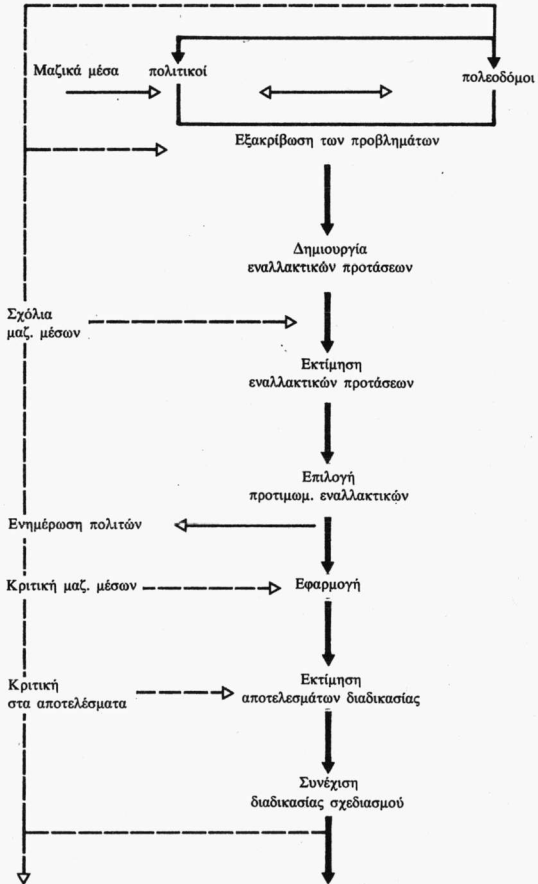 Μαζικά μέσα
πολιτικοί
πολεοδόμοι
Εξακρίβωση των προβλημάτων
Δημιουργία
εναλλακτικών προτάσεων
Σχόλια
μαζ. μέσων
Εκτίμηση
εναλλακτικών προτάσεων
Επιλογή
προτιμωμ. εναλλακτικών
Ενημέρωση πολιτών
Κριτική μαζ. μέσων
Εφαρμογή
Κριτική
στα αποτελέσματα
Εκτίμηση
αποτελεσμάτων διαδικασίας
Συνέχιση
διαδικασίας σχεδιασμού